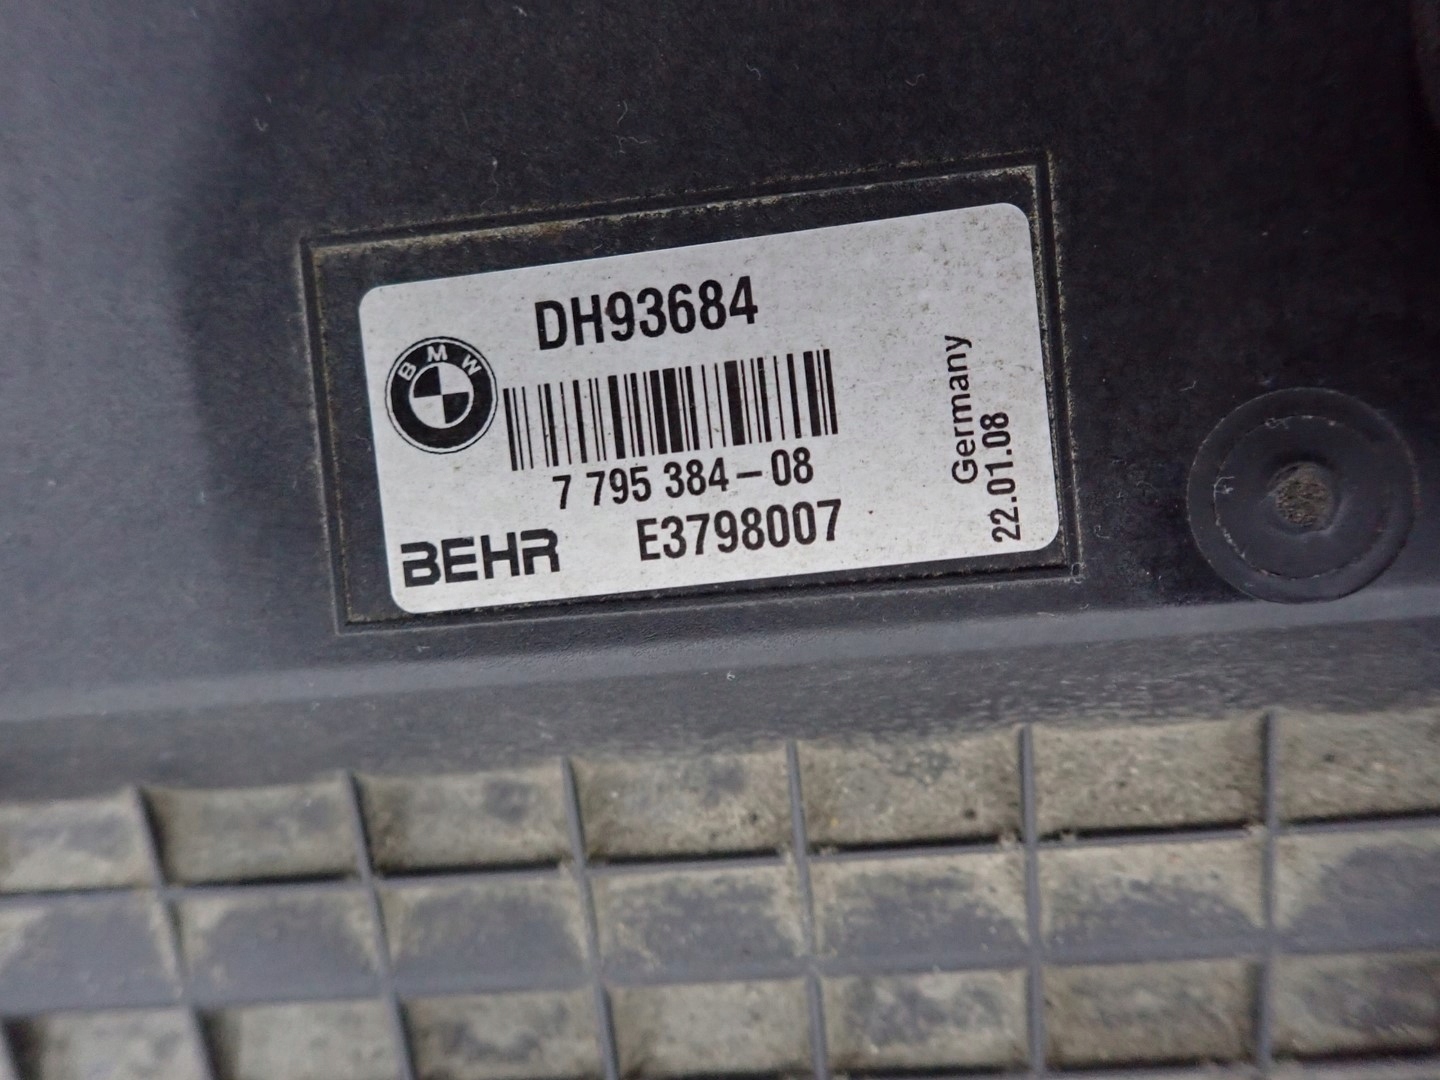 DH93684
BMW
7 795 384-08
BEHR E3798007
Germany
22.01.08